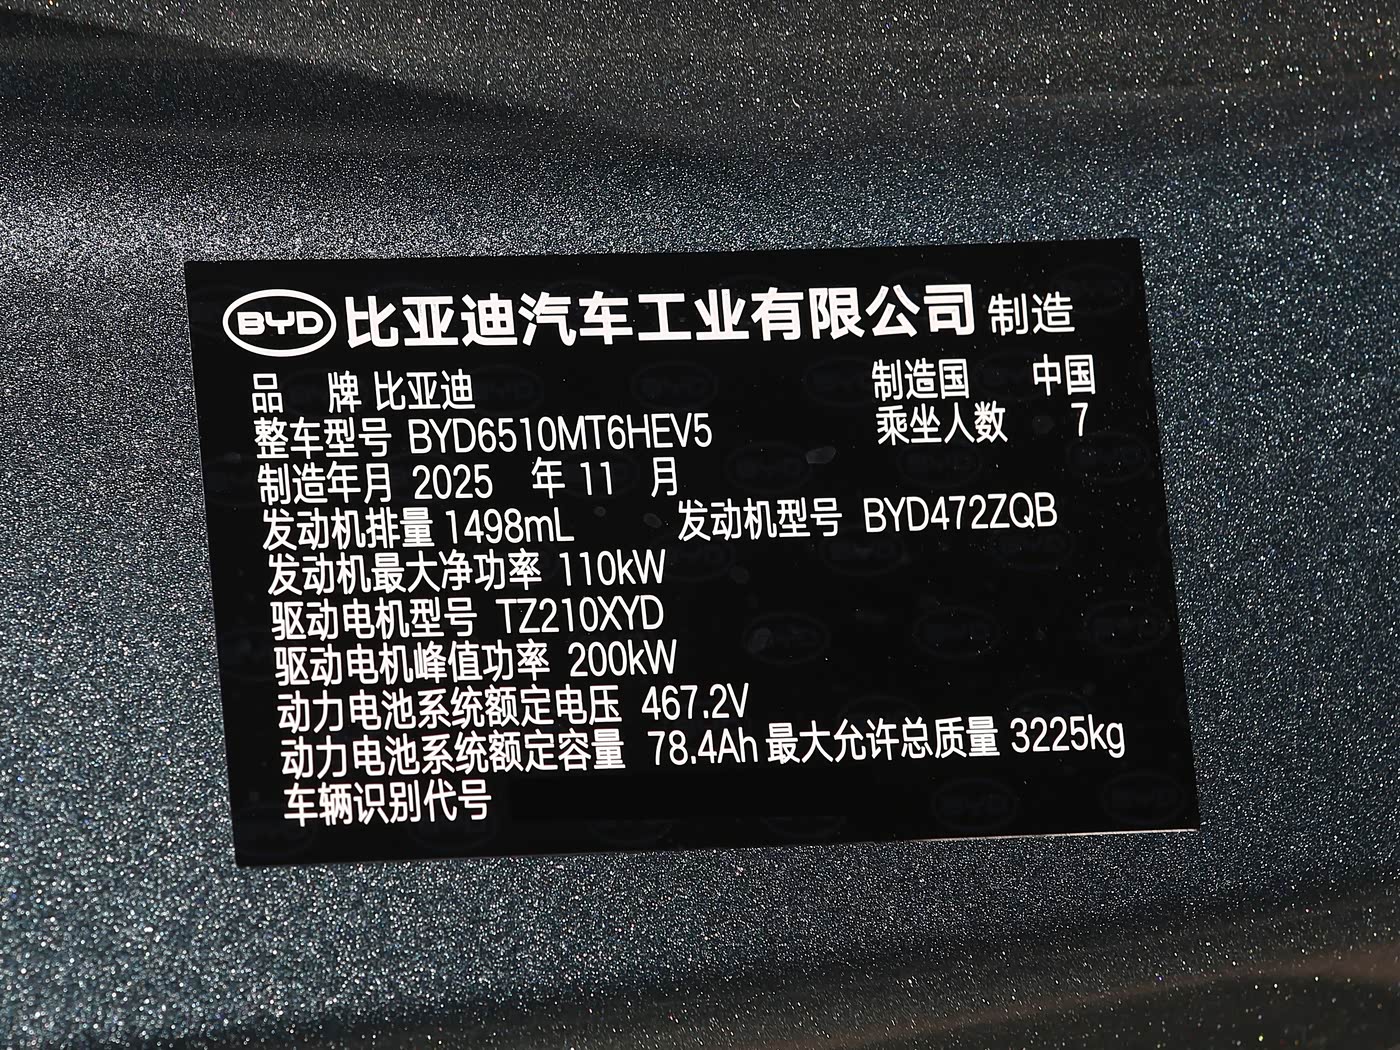 BYD 比亚迪汽车工业有限公司 制造
品 牌 比亚迪 制造国 中国
整车型号 BYD6510MT6HEV5 乘坐人数 7
制造年月 2025 年 11 月
发动机排量 1498mL 发动机型号 BYD472ZQB
发动机最大净功率 110kW
驱动电机型号 TZ210XYD
驱动电机峰值功率 200kW
动力电池系统额定电压 467.2V
动力电池系统额定容量 78.4Ah 最大允许总质量 3225kg
车辆识别代号